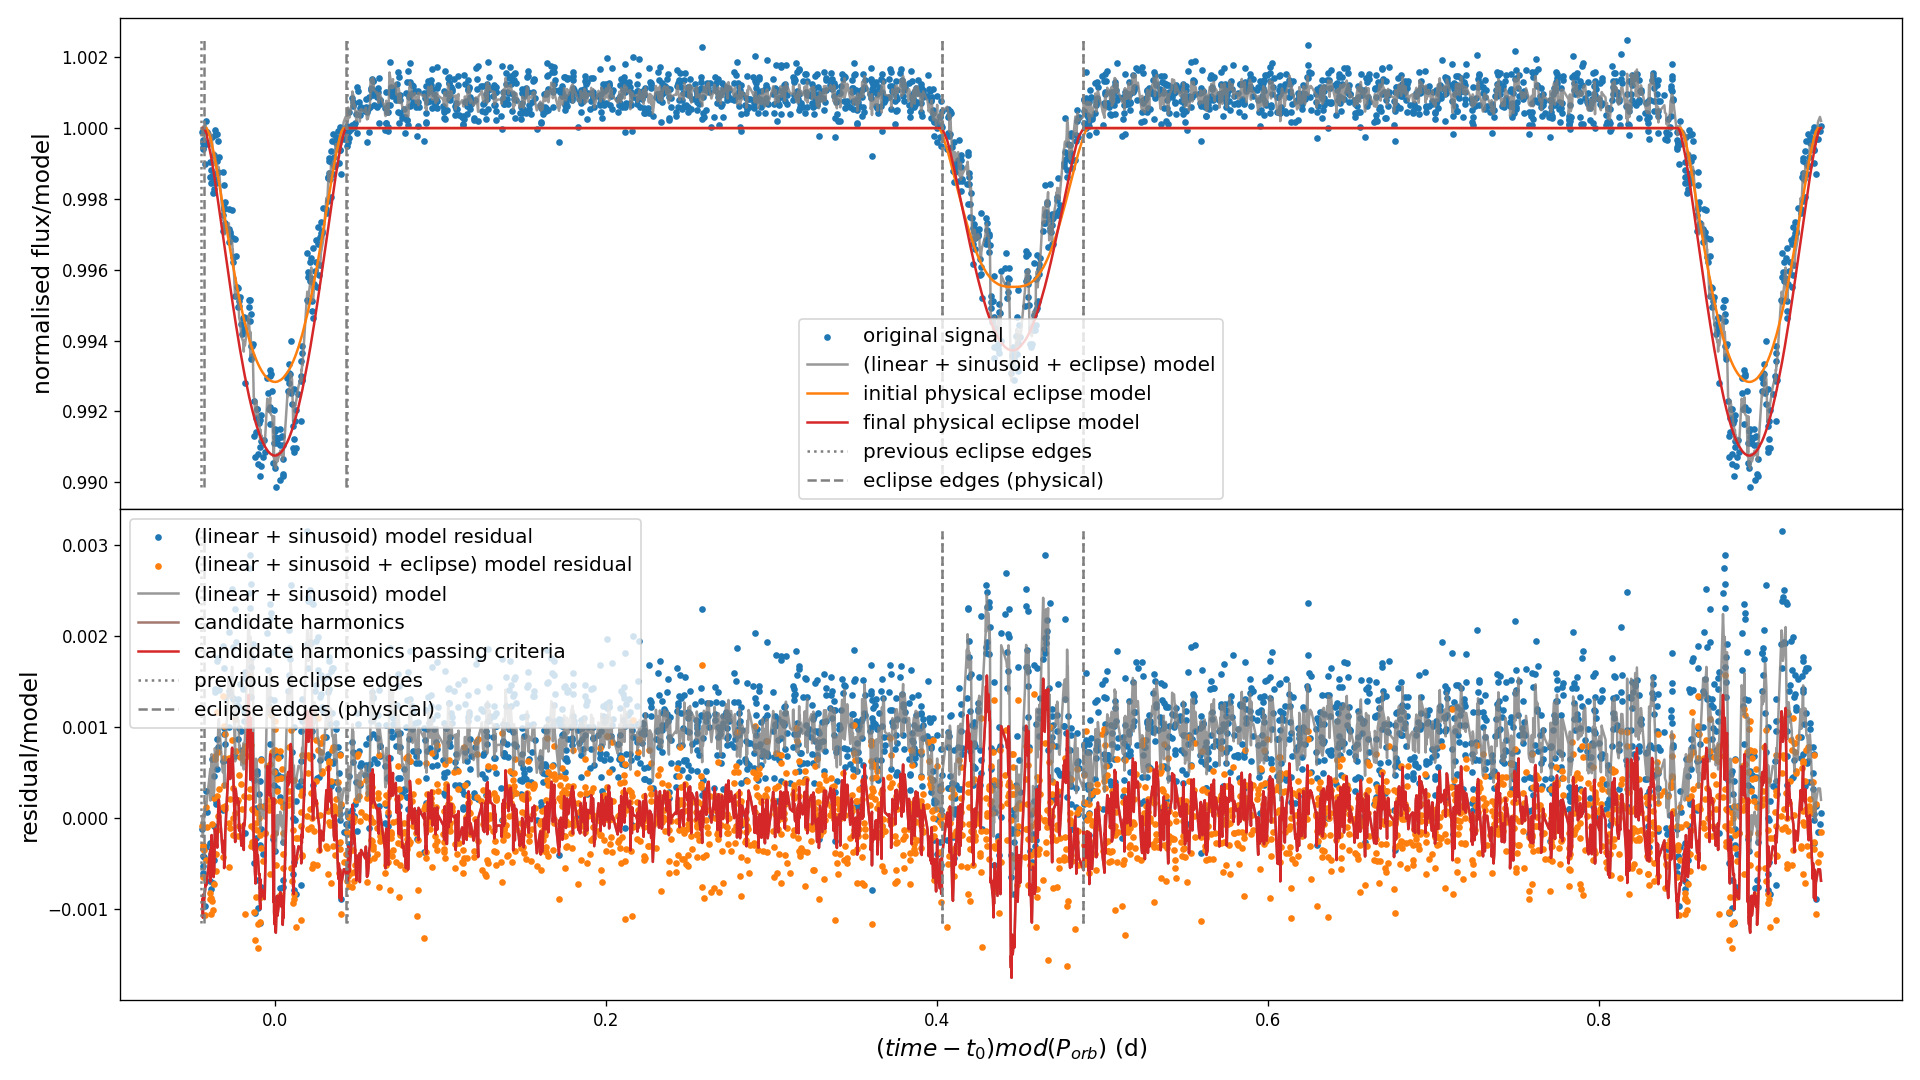 normalised flux/model
1.002
1.000
0.998
0.996
0.994
0.992
0.990
original signal
(linear + sinusoid + eclipse) model
initial physical eclipse model
final physical eclipse model
previous eclipse edges
eclipse edges (physical)
residual/model
0.003
0.002
0.001
0.000
−0.001
(linear + sinusoid) model residual
(linear + sinusoid + eclipse) model residual
(linear + sinusoid) model
candidate harmonics
candidate harmonics passing criteria
previous eclipse edges
eclipse edges (physical)
0.0 0.2 0.4 0.6 0.8
(time − t₀)mod(P_orb) (d)